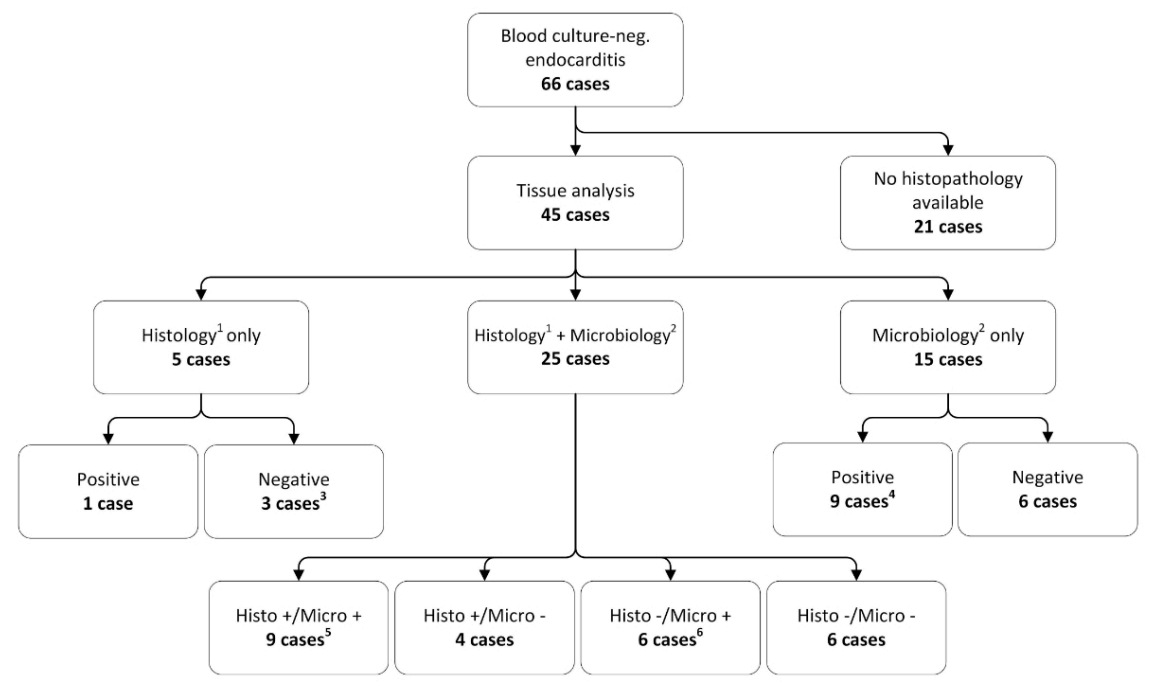 Blood culture-neg.
endocarditis
66 cases
Tissue analysis
45 cases
No histopathology
available
21 cases
Histology¹ only
5 cases
Histology¹ + Microbiology²
25 cases
Microbiology² only
15 cases
Positive
1 case
Negative
3 cases³
Positive
9 cases⁴
Negative
6 cases
Histo +/Micro +
9 cases⁵
Histo +/Micro -
4 cases
Histo -/Micro +
6 cases⁶
Histo -/Micro -
6 cases